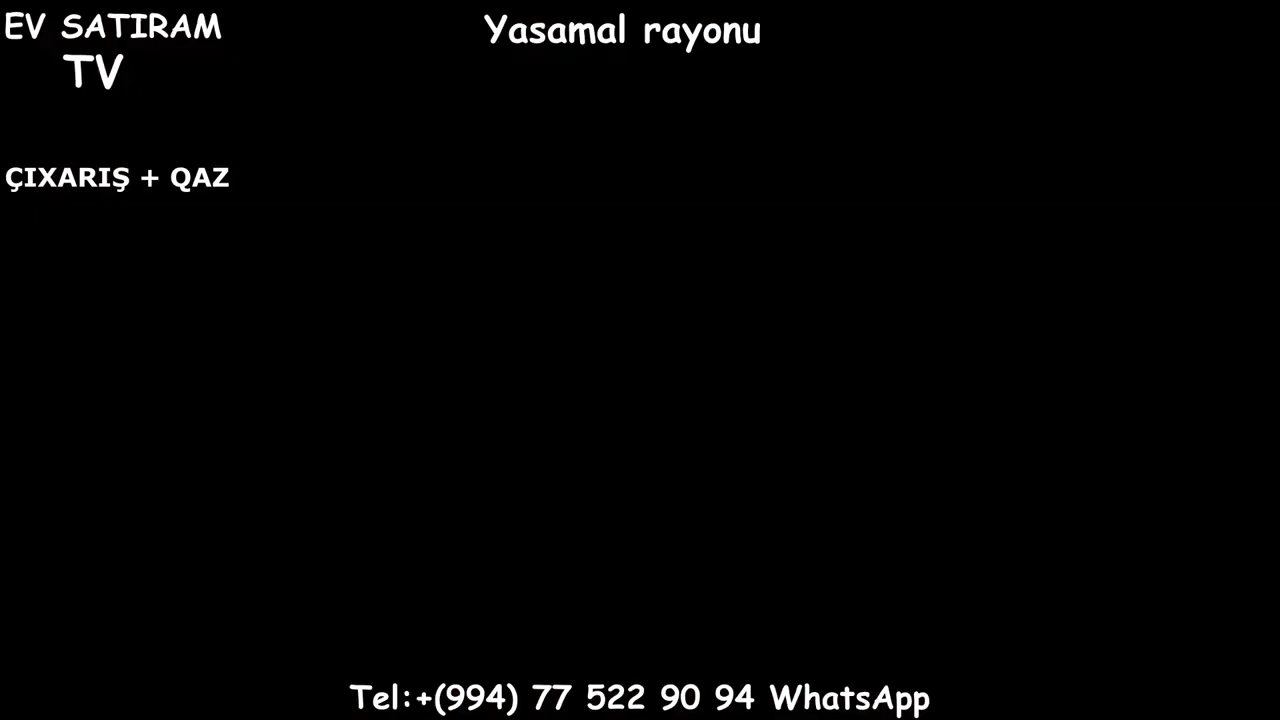 EV SATIRAM
TV
Yasamal rayonu
ÇIXARIŞ + QAZ
Tel:+(994) 77 522 90 94 WhatsApp